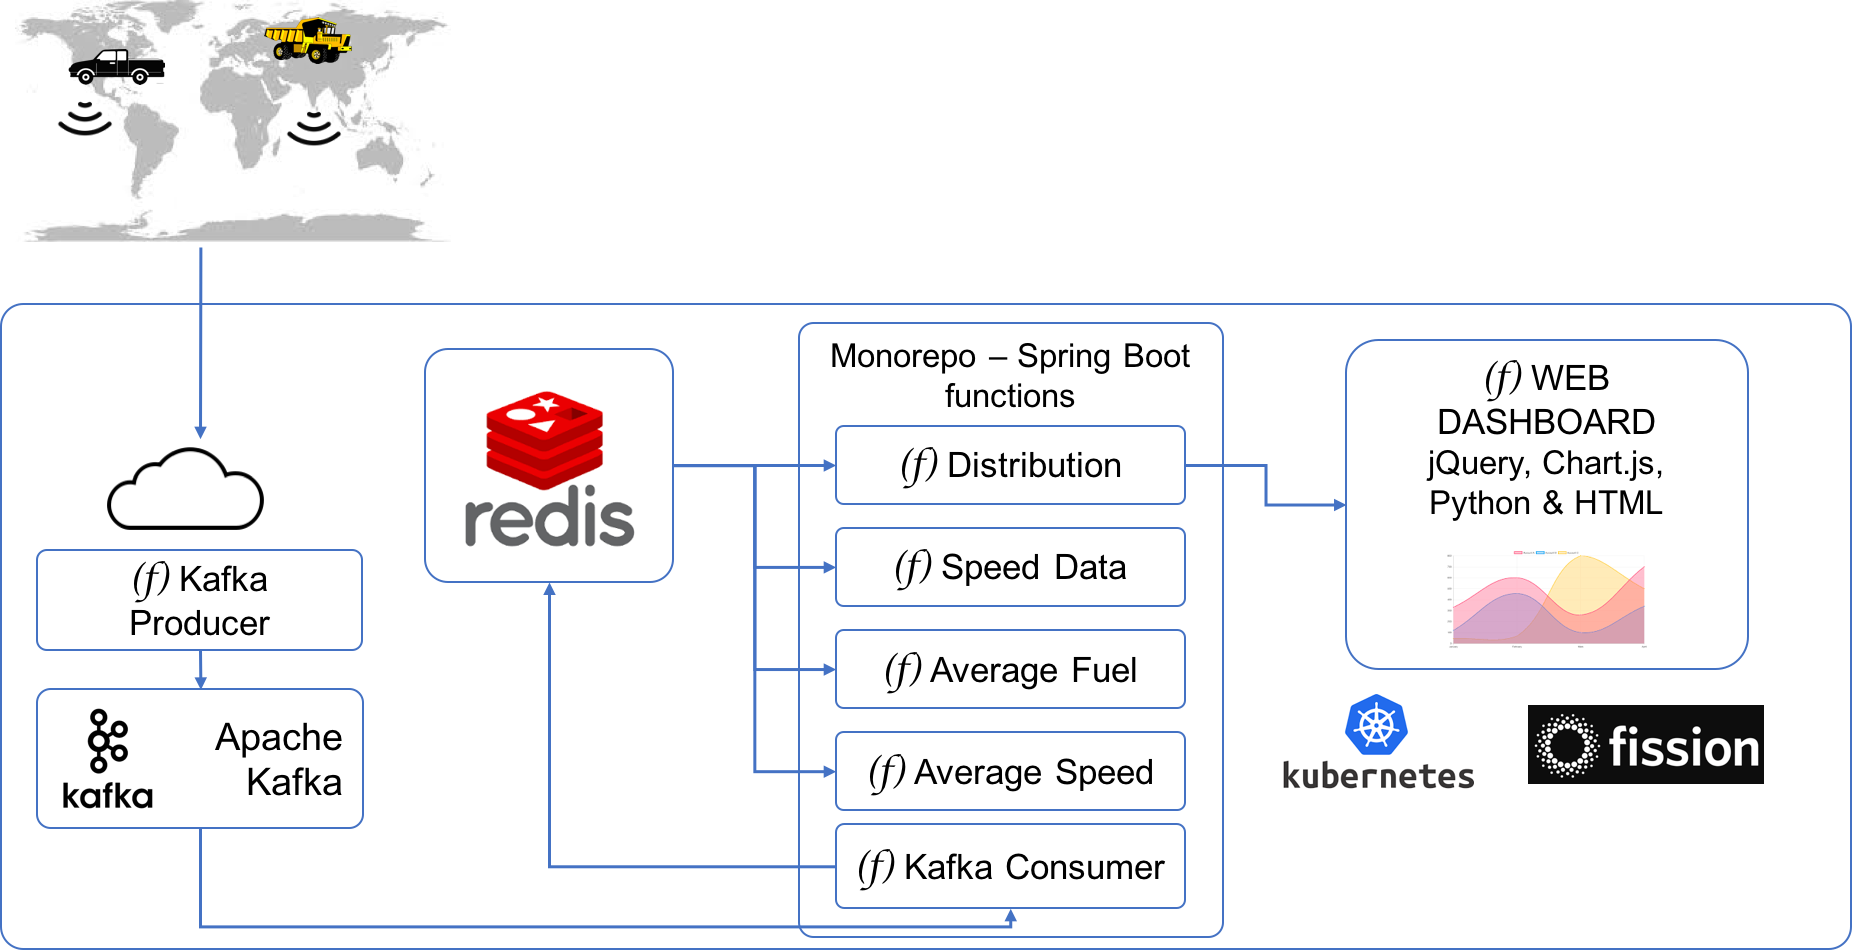 (f) Kafka
Producer
kafka
Apache
Kafka
redis
Monorepo – Spring Boot
functions
(f) Distribution
(f) Speed Data
(f) Average Fuel
(f) Average Speed
(f) Kafka Consumer
(f) WEB
DASHBOARD
jQuery, Chart.js,
Python & HTML
kubernetes
fission